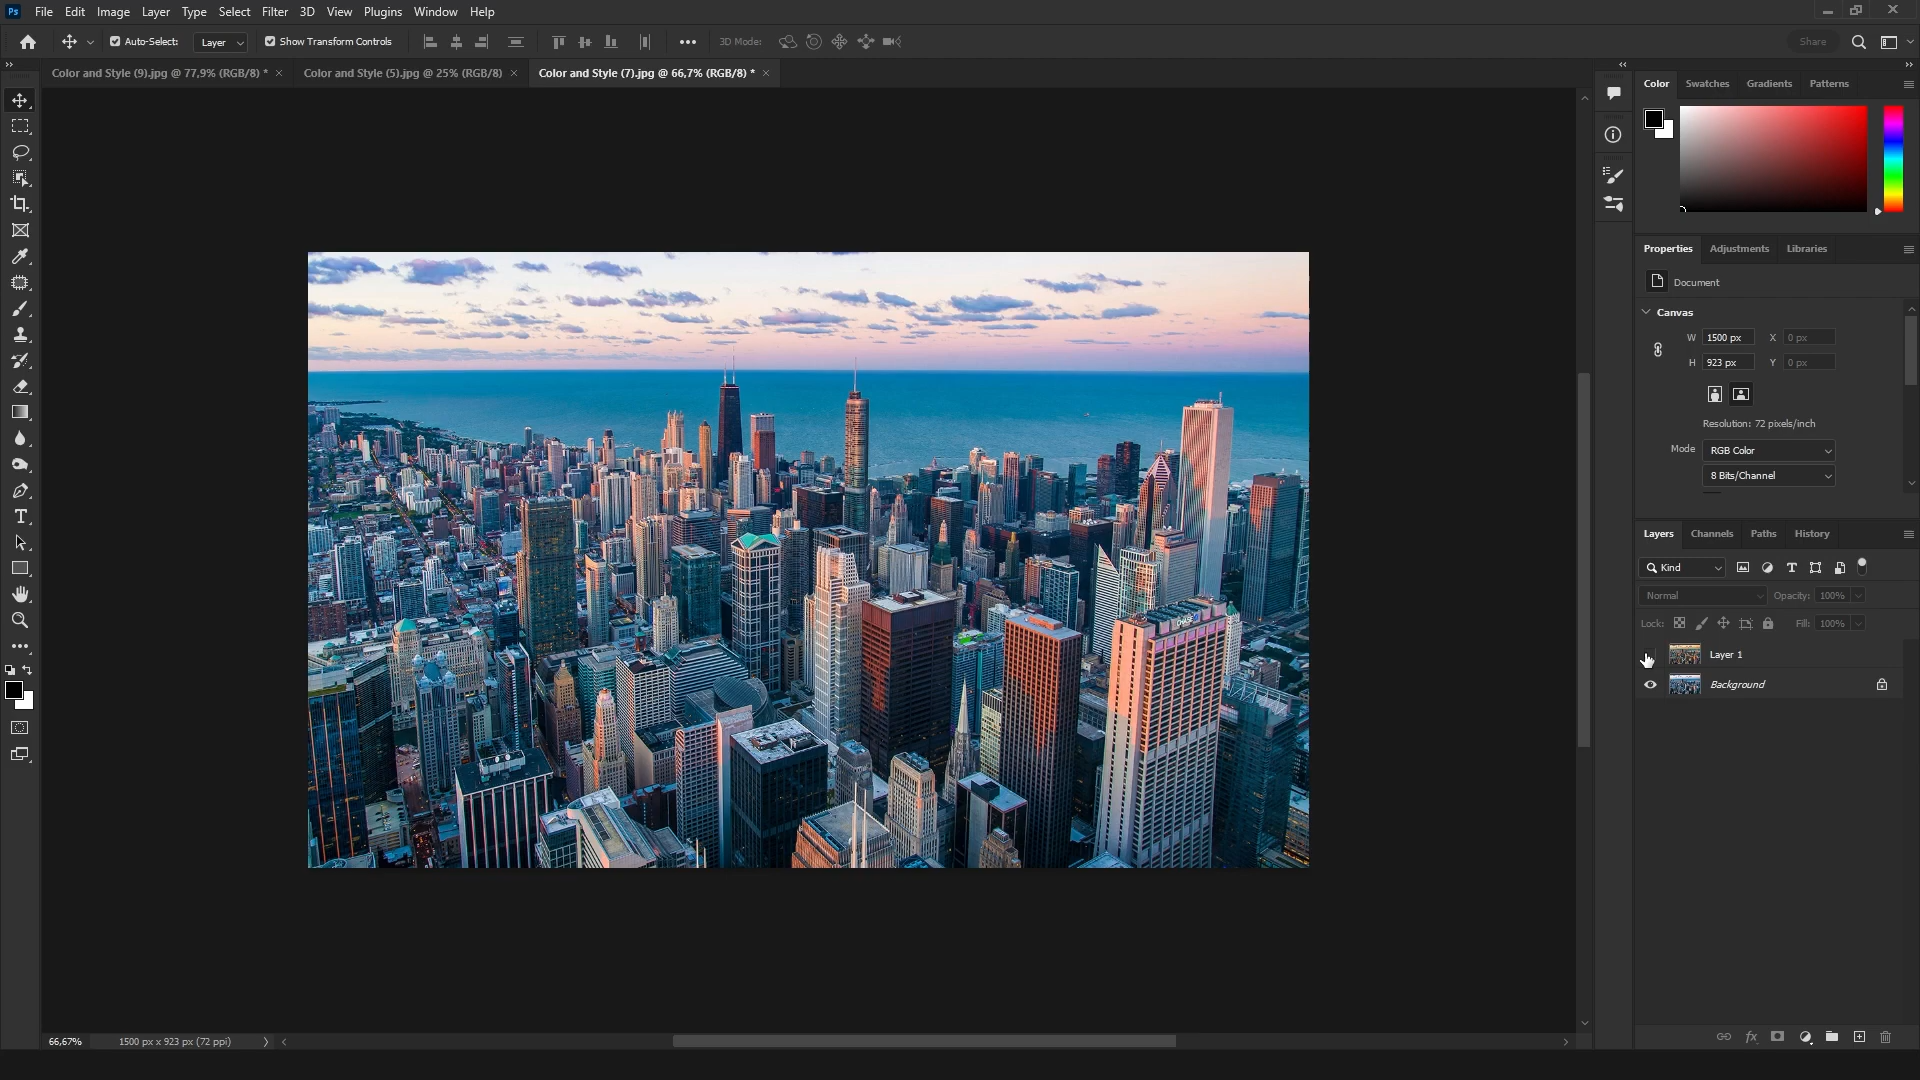 Ps File Edit Image Layer Type Select Filter 3D View Plugins Window Help
Auto-Select: Layer Show Transform Controls 3D Mode: Share
Color and Style (9).jpg @ 77,9% (RGB/8) * Color and Style (5).jpg @ 25% (RGB/8) Color and Style (7).jpg @ 66,7% (RGB/8) *
Color Swatches Gradients Patterns
Properties Adjustments Libraries
Document
Canvas
W 1500 px X 0 px
H 923 px Y 0 px
Resolution: 72 pixels/inch
Mode RGB Color
8 Bits/Channel
Layers Channels Paths History
Kind
Normal Opacity: 100%
Lock: Fill: 100%
Layer 1
Background
CHASE
66,67% 1500 px x 923 px (72 ppi)